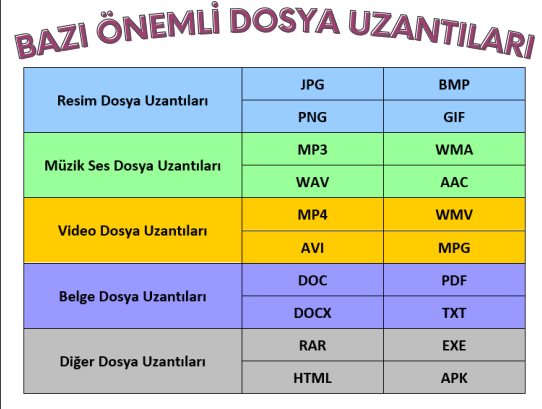 BAZI ÖNEMLİ DOSYA UZANTILARI
Resim Dosya Uzantıları
JPG BMP
PNG GIF
Müzik Ses Dosya Uzantıları
MP3 WMA
WAV AAC
Video Dosya Uzantıları
MP4 WMV
AVI MPG
Belge Dosya Uzantıları
DOC PDF
DOCX TXT
Diğer Dosya Uzantıları
RAR EXE
HTML APK